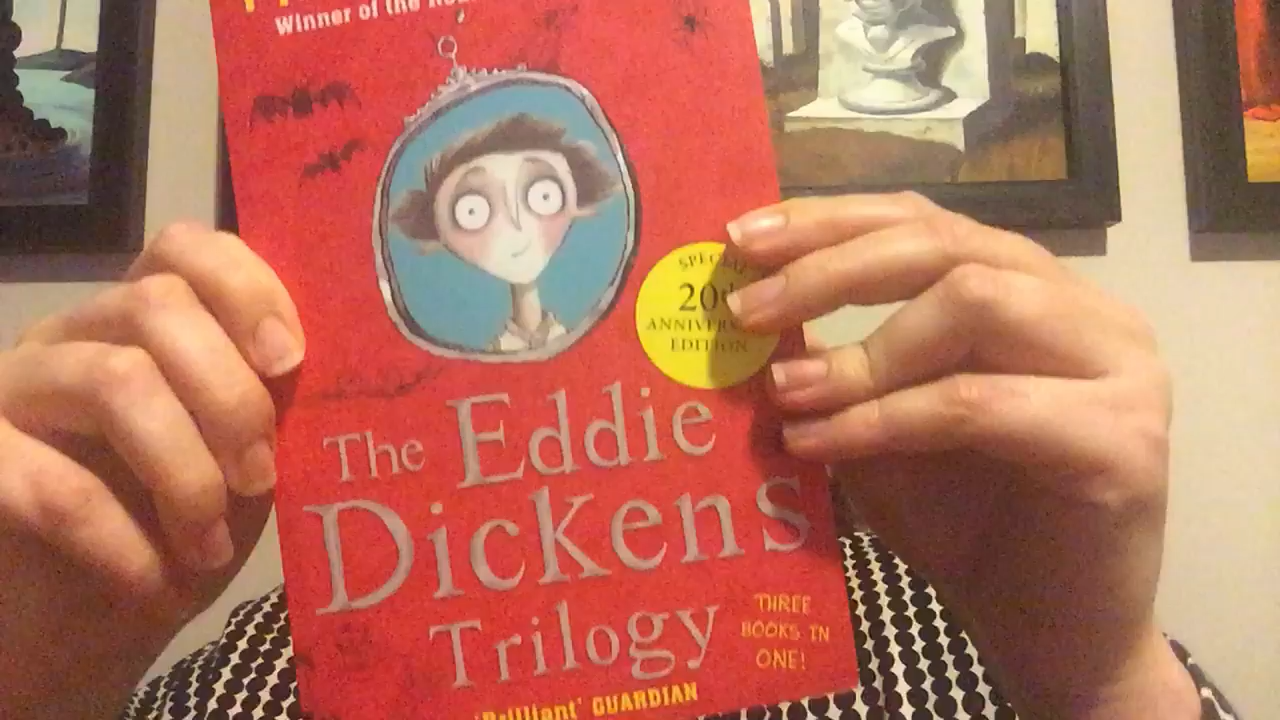 Winner of the
SPECIAL
20th
ANNIVERSARY
EDITION
The Eddie
Dickens
Trilogy
THREE
BOOKS IN
ONE!
'Brilliant' GUARDIAN